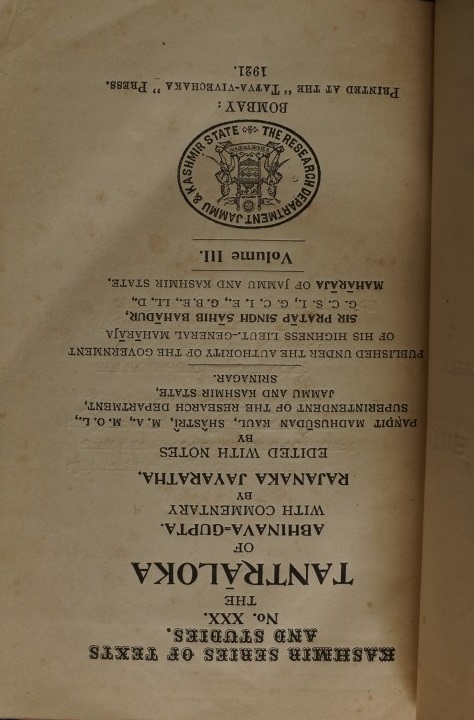 KASHMIR SERIES OF TEXTS
AND STUDIES.
No. XXX.
THE
TANTRĀLOKA
OF
ABHINAVA-GUPTA.
WITH COMMENTARY
BY
RAJANAKA JAYARATHA.
EDITED WITH NOTES
BY
PAṆḌIT MADHUSUDŪAN KAUL, SHĀSTRĪ, M. A., M. O. L.,
SUPERINTENDENT OF THE RESEARCH DEPARTMENT,
JAMMU AND KASHMIR STATE,
SRINAGAR.
PUBLISHED UNDER THE AUTHORITY OF THE GOVERNMENT
OF HIS HIGHNESS LIEUT.-GENERAL MAHĀRĀJA
SIR PRATĀP SINGH SĀHIB BAHĀDUR,
G. C. S. I., G. C. I. E., G. B. E., LL. D.,
MAHĀRĀJA OF JAMMU AND KASHMIR STATE.
Volume III.
THE RESEARCH DEPARTMENT JAMMU & KASHMIR STATE
BOMBAY:
PRINTED AT THE "TATVA-VIVECHAKA" PRESS.
1921.